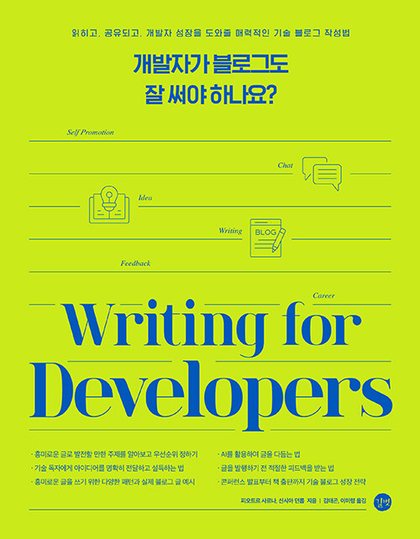 읽히고, 공유되고, 개발자 성장을 도와줄 매력적인 기술 블로그 작성법
개발자가 블로그도
잘 써야 하나요?
Self Promotion
Chat
Idea
Writing
BLOG
Feedback
Career
Writing for
Developers
· 흥미로운 글로 발전할 만한 주제를 알아보고 우선순위 정하기
· 기술 독자에게 아이디어를 명확히 전달하고 설득하는 법
· 흥미로운 글을 쓰기 위한 다양한 패턴과 실제 블로그 글 예시
· AI를 활용하여 글을 다듬는 법
· 글을 발행하기 전 적절한 피드백을 받는 법
· 콘퍼런스 발표부터 책 출판까지 기술 블로그 성장 전략
피오트르 사르나, 신시아 던롭 지음 | 김태곤, 이미령 옮김
길벗